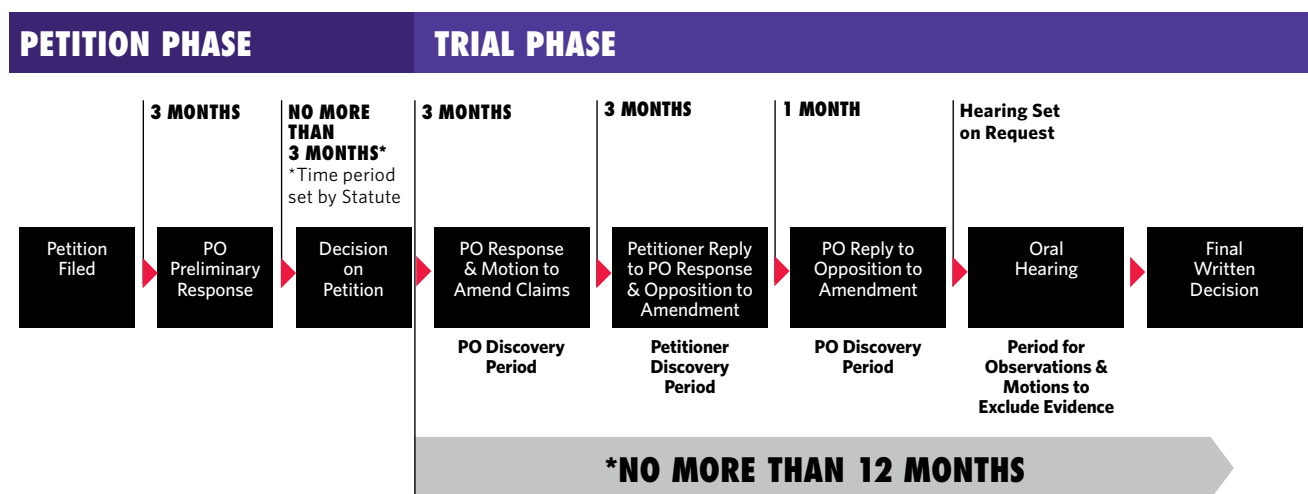 PETITION PHASE
TRIAL PHASE
3 MONTHS
NO MORE
THAN
3 MONTHS*
*Time period
set by Statute
3 MONTHS
3 MONTHS
1 MONTH
Hearing Set
on Request
Petition
Filed
PO
Preliminary
Response
Decision
on
Petition
PO Response
& Motion to
Amend Claims
Petitioner Reply
to PO Response
& Opposition to
Amendment
PO Reply to
Opposition to
Amendment
Oral
Hearing
Final
Written
Decision
PO Discovery
Period
Petitioner
Discovery
Period
PO Discovery
Period
Period for
Observations &
Motions to
Exclude Evidence
*NO MORE THAN 12 MONTHS